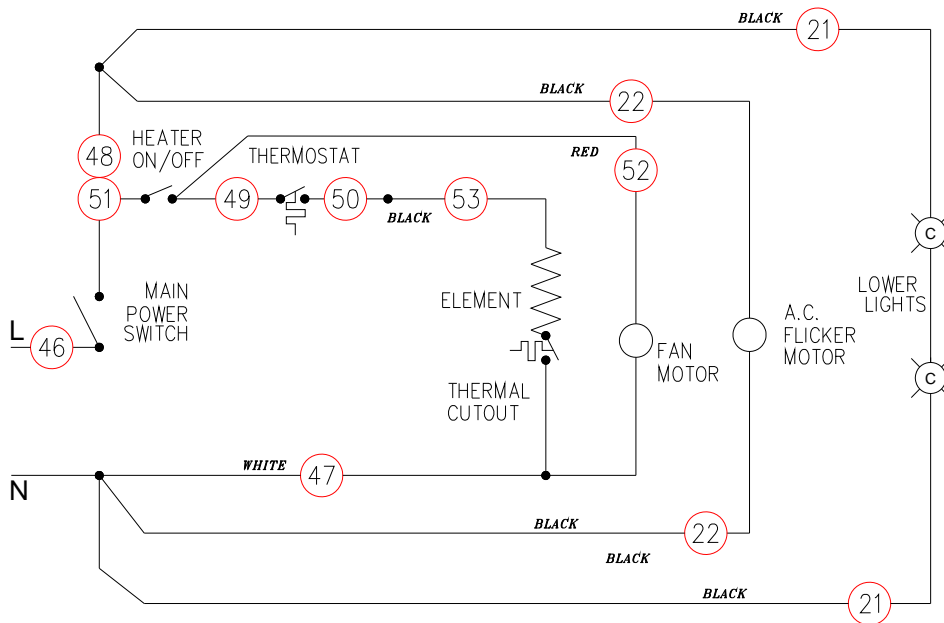 BLACK
21
BLACK
22
HEATER
ON/OFF
THERMOSTAT
RED
48
52
51
49
50
BLACK
53
MAIN
POWER
SWITCH
ELEMENT
LOWER
LIGHTS
C
L
46
A.C.
FLICKER
MOTOR
FAN
MOTOR
THERMAL
CUTOUT
C
N
WHITE
47
BLACK
22
BLACK
BLACK
21